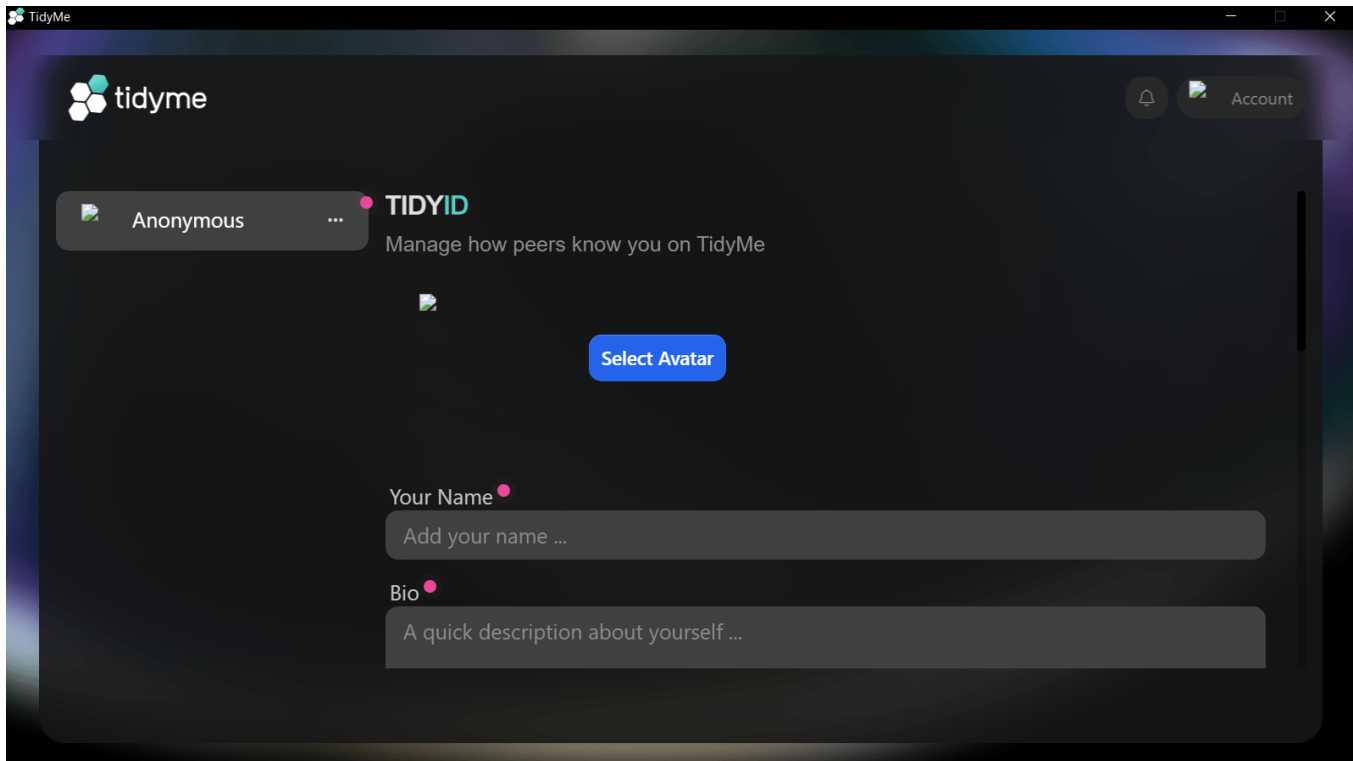 TidyMe
tidyme
Account
Anonymous
...
TIDYID
Manage how peers know you on TidyMe
Select Avatar
Your Name
Add your name ...
Bio
A quick description about yourself ...